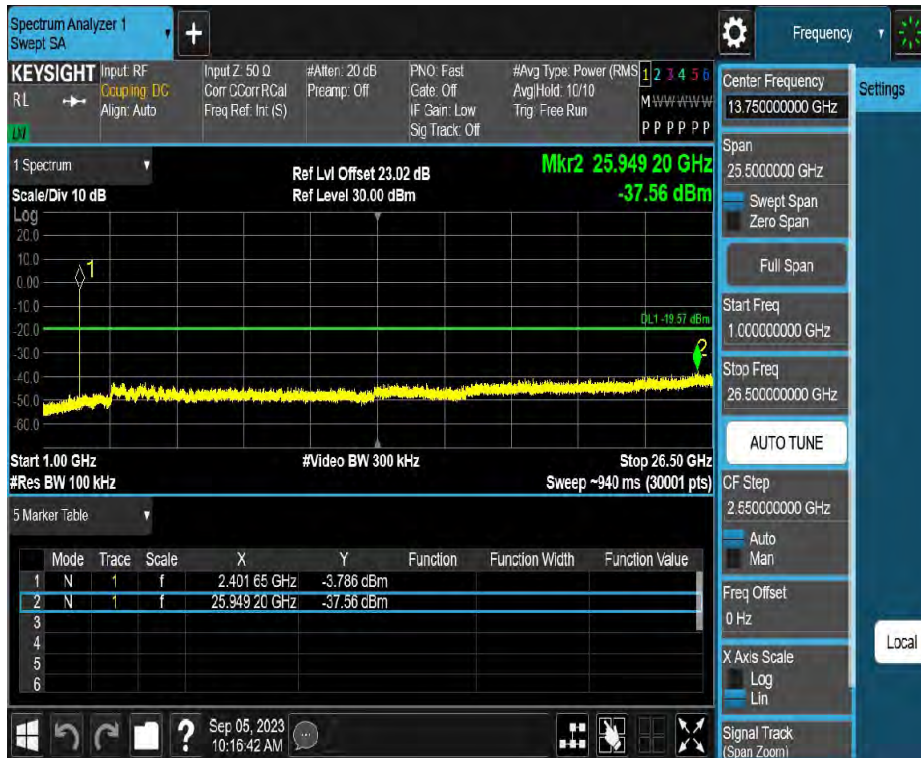 Spectrum Analyzer 1
Swept SA
+
Frequency
KEYSIGHT
RL
LXI
Input: RF
Coupling: DC
Align: Auto
Input Z: 50 Ω
Corr CCorr RCal
Freq Ref: Int (S)
#Atten: 20 dB
Preamp: Off
PNO: Fast
Gate: Off
IF Gain: Low
Sig Track: Off
#Avg Type: Power (RMS
Avg|Hold: 10/10
Trig: Free Run
1 2 3 4 5 6
M W W W W W
P P P P P P
1 Spectrum
Scale/Div 10 dB
Ref Lvl Offset 23.02 dB
Ref Level 30.00 dBm
Mkr2 25.949 20 GHz
-37.56 dBm
Log
20.0
10.0
0.00
-10.0
-20.0
-30.0
-40.0
-50.0
-60.0
1
DL1 -19.57 dBm
2
Start 1.00 GHz
#Res BW 100 kHz
#Video BW 300 kHz
Stop 26.50 GHz
Sweep ~940 ms (30001 pts)
5 Marker Table
Mode Trace Scale X Y Function Function Width Function Value
1 N 1 f 2.401 65 GHz -3.786 dBm
2 N 1 f 25.949 20 GHz -37.56 dBm
3
4
5
6
?
Sep 05, 2023
10:16:42 AM
Center Frequency
13.750000000 GHz
Span
25.5000000 GHz
Swept Span
Zero Span
Full Span
Start Freq
1.000000000 GHz
Stop Freq
26.500000000 GHz
AUTO TUNE
CF Step
2.550000000 GHz
Auto
Man
Freq Offset
0 Hz
X Axis Scale
Log
Lin
Signal Track
(Span Zoom)
Settings
Local